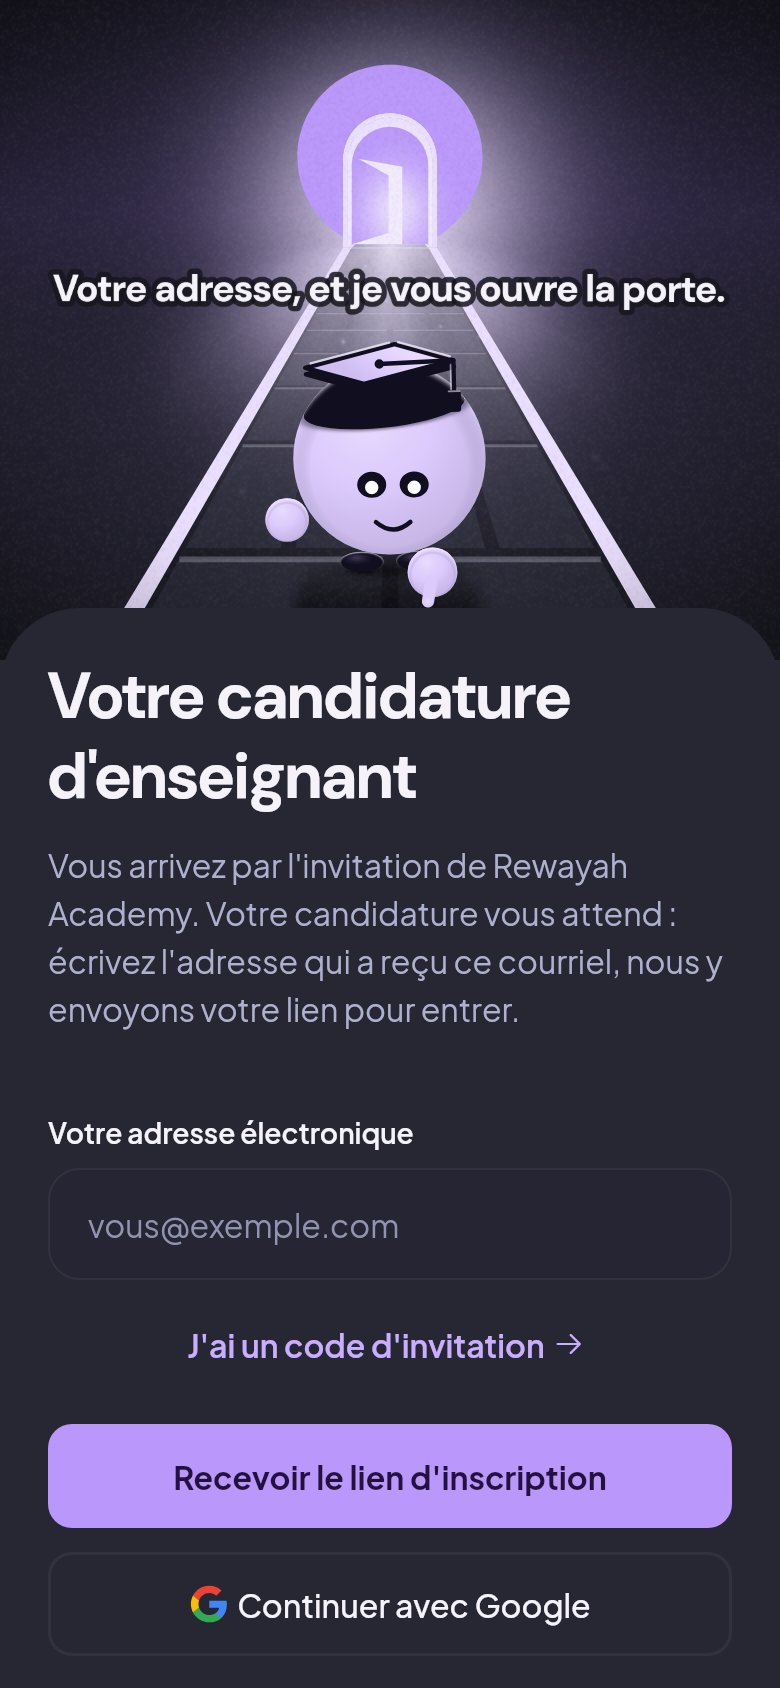 Votre adresse, et je vous ouvre la porte.
Votre candidature
d'enseignant
Vous arrivez par l'invitation de Rewayah
Academy. Votre candidature vous attend :
écrivez l'adresse qui a reçu ce courriel, nous y
envoyons votre lien pour entrer.
Votre adresse électronique
vous@exemple.com
J'ai un code d'invitation →
Recevoir le lien d'inscription
Continuer avec Google